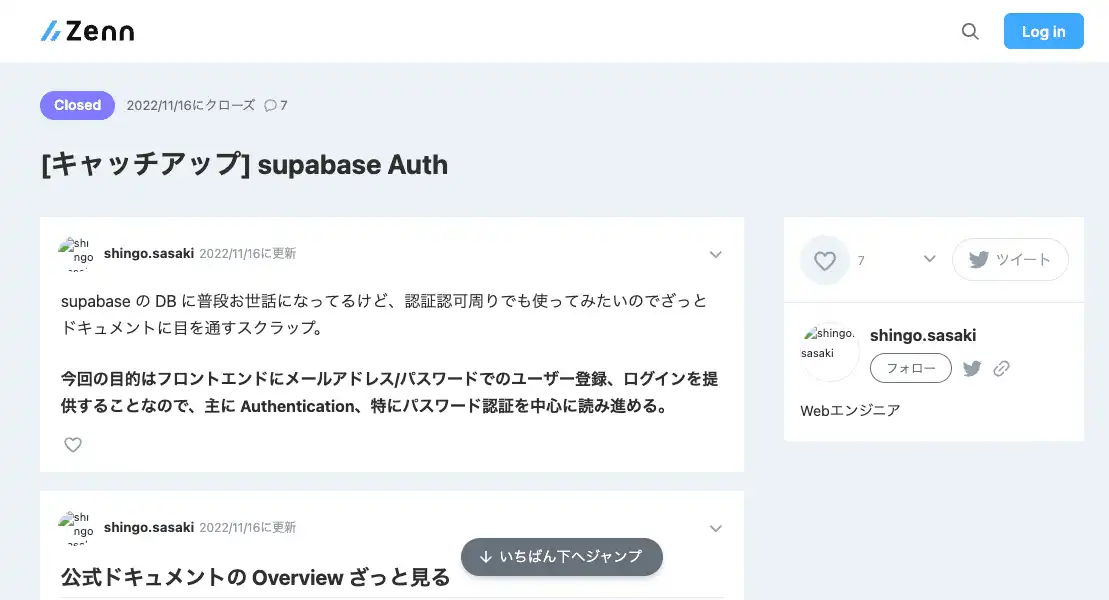 Zenn
Log in
Closed 2022/11/16にクローズ 7
[キャッチアップ] supabase Auth
shingo.sasaki 2022/11/16に更新
supabase の DB に普段お世話になってるけど、認証認可周りでも使ってみたいのでざっと
ドキュメントに目を通すスクラップ。
今回の目的はフロントエンドにメールアドレス/パスワードでのユーザー登録、ログインを提
供することなので、主に Authentication、特にパスワード認証を中心に読み進める。
7
ツイート
shingo.
sasaki
shingo.sasaki
フォロー
Webエンジニア
shingo.sasaki 2022/11/16に更新
公式ドキュメントの Overview ざっと見る
↓ いちばん下へジャンプ